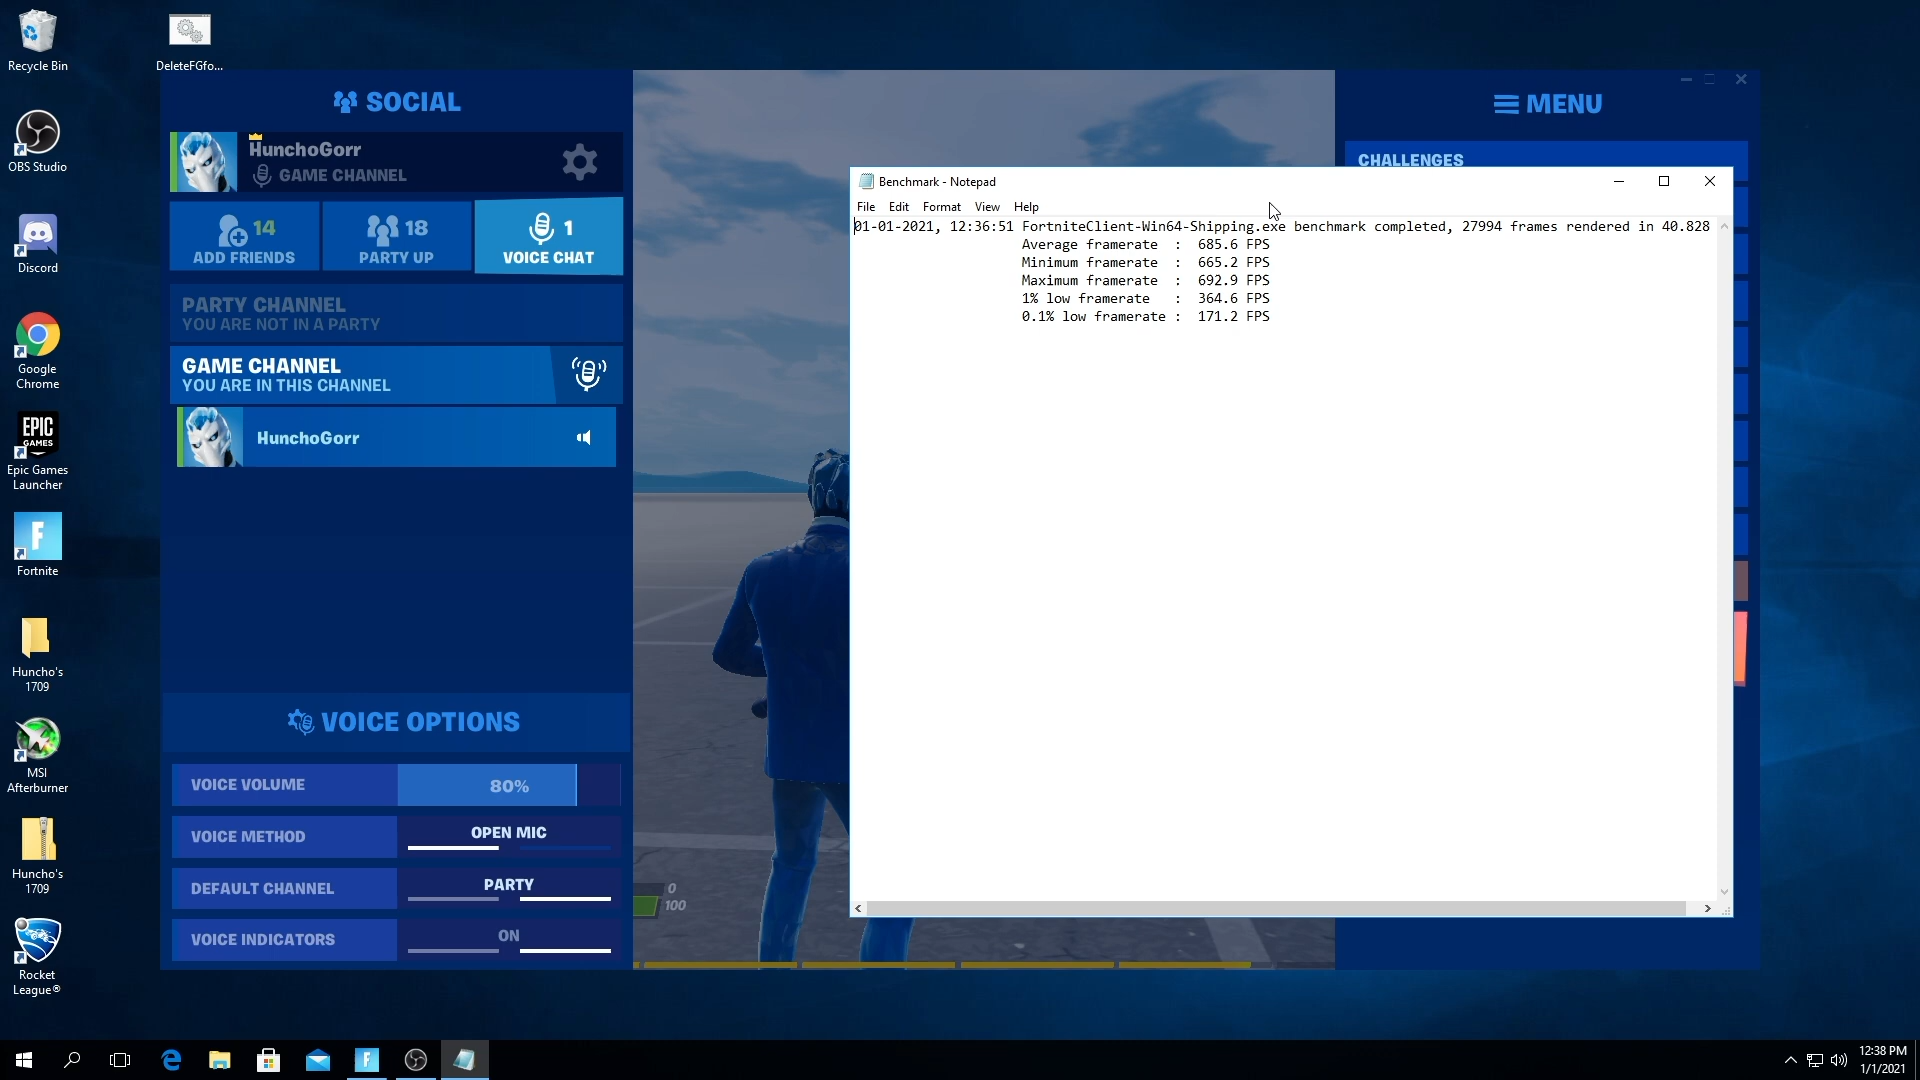 Recycle Bin
DeleteFGfo...
OBS Studio
Discord
Google
Chrome
EPIC
GAMES
Epic Games
Launcher
F
Fortnite
Huncho's
1709
MSI
Afterburner
Huncho's
1709
Rocket
League®
SOCIAL
HunchoGorr
GAME CHANNEL
14
ADD FRIENDS
18
PARTY UP
1
VOICE CHAT
PARTY CHANNEL
YOU ARE NOT IN A PARTY
GAME CHANNEL
YOU ARE IN THIS CHANNEL
HunchoGorr
VOICE OPTIONS
VOICE VOLUME
80%
VOICE METHOD
OPEN MIC
DEFAULT CHANNEL
PARTY
VOICE INDICATORS
ON
0
100
MENU
CHALLENGES
Benchmark - Notepad
File Edit Format View Help
01-01-2021, 12:36:51 FortniteClient-Win64-Shipping.exe benchmark completed, 27994 frames rendered in 40.828
Average framerate : 685.6 FPS
Minimum framerate : 665.2 FPS
Maximum framerate : 692.9 FPS
1% low framerate : 364.6 FPS
0.1% low framerate : 171.2 FPS
F
12:38 PM
1/1/2021